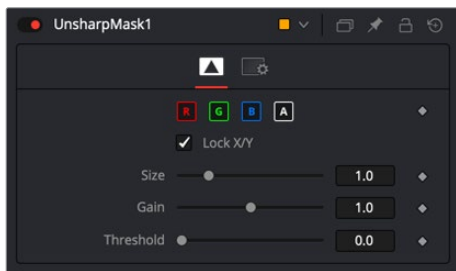 UnsharpMask1
R G B A
Lock X/Y
Size 1.0
Gain 1.0
Threshold 0.0